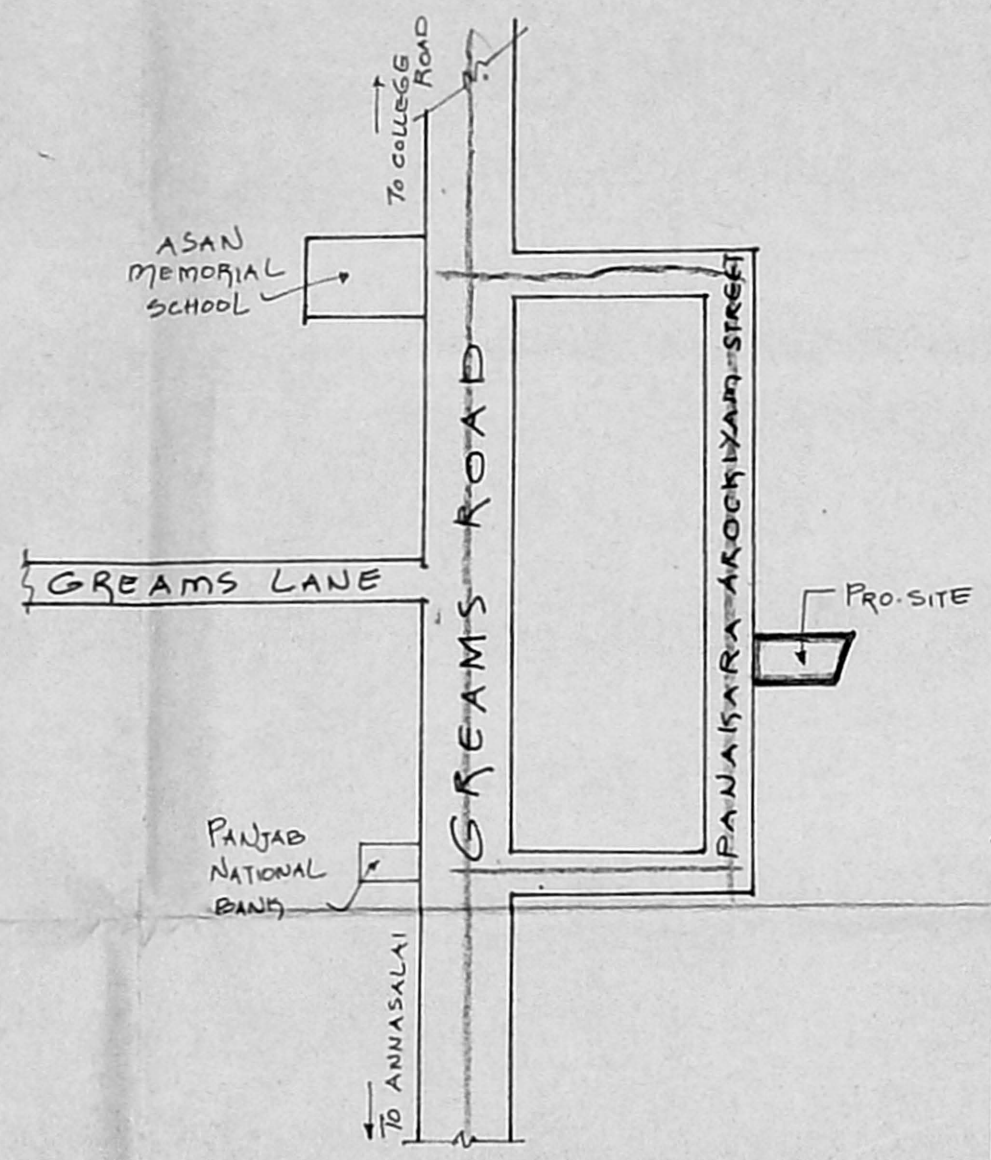 TO COLLEGE
ROAD
ASAN
MEMORIAL
SCHOOL
GREAMS ROAD
PANAKARA AROCKIYAM STREET
GREAMS LANE
PRO.SITE
PANJAB
NATIONAL
BANK
TO ANNASALAI